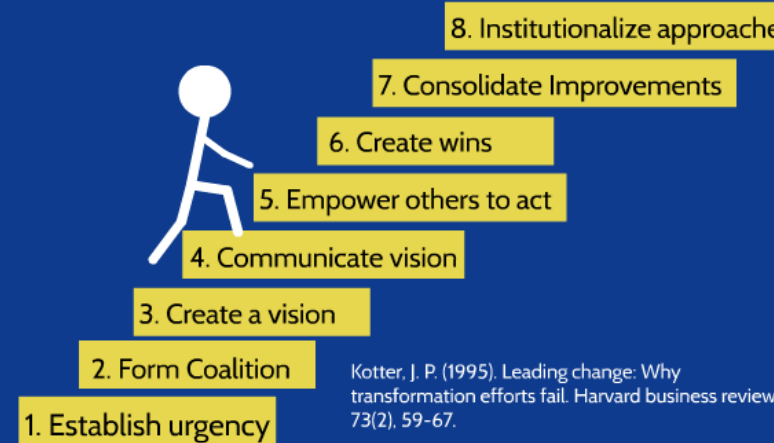 8. Institutionalize approache
7. Consolidate Improvements
6. Create wins
5. Empower others to act
4. Communicate vision
3. Create a vision
2. Form Coalition
1. Establish urgency
Kotter, J. P. (1995). Leading change: Why
transformation efforts fail. Harvard business review
73(2), 59-67.